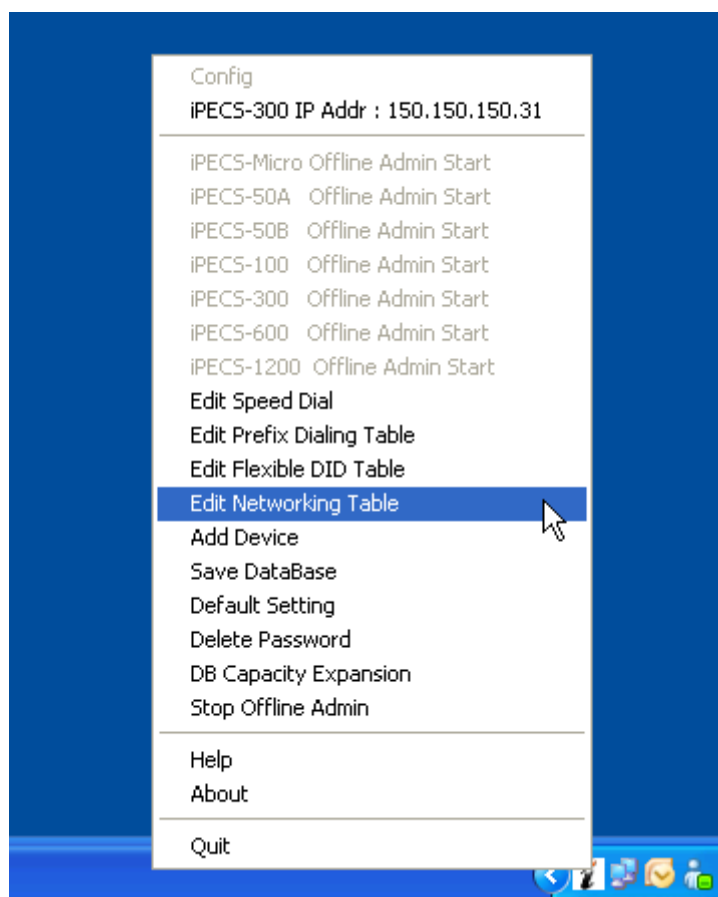 Config
iPECS-300 IP Addr : 150.150.150.31
iPECS-Micro Offline Admin Start
iPECS-50A Offline Admin Start
iPECS-50B Offline Admin Start
iPECS-100 Offline Admin Start
iPECS-300 Offline Admin Start
iPECS-600 Offline Admin Start
iPECS-1200 Offline Admin Start
Edit Speed Dial
Edit Prefix Dialing Table
Edit Flexible DID Table
Edit Networking Table
Add Device
Save DataBase
Default Setting
Delete Password
DB Capacity Expansion
Stop Offline Admin
Help
About
Quit